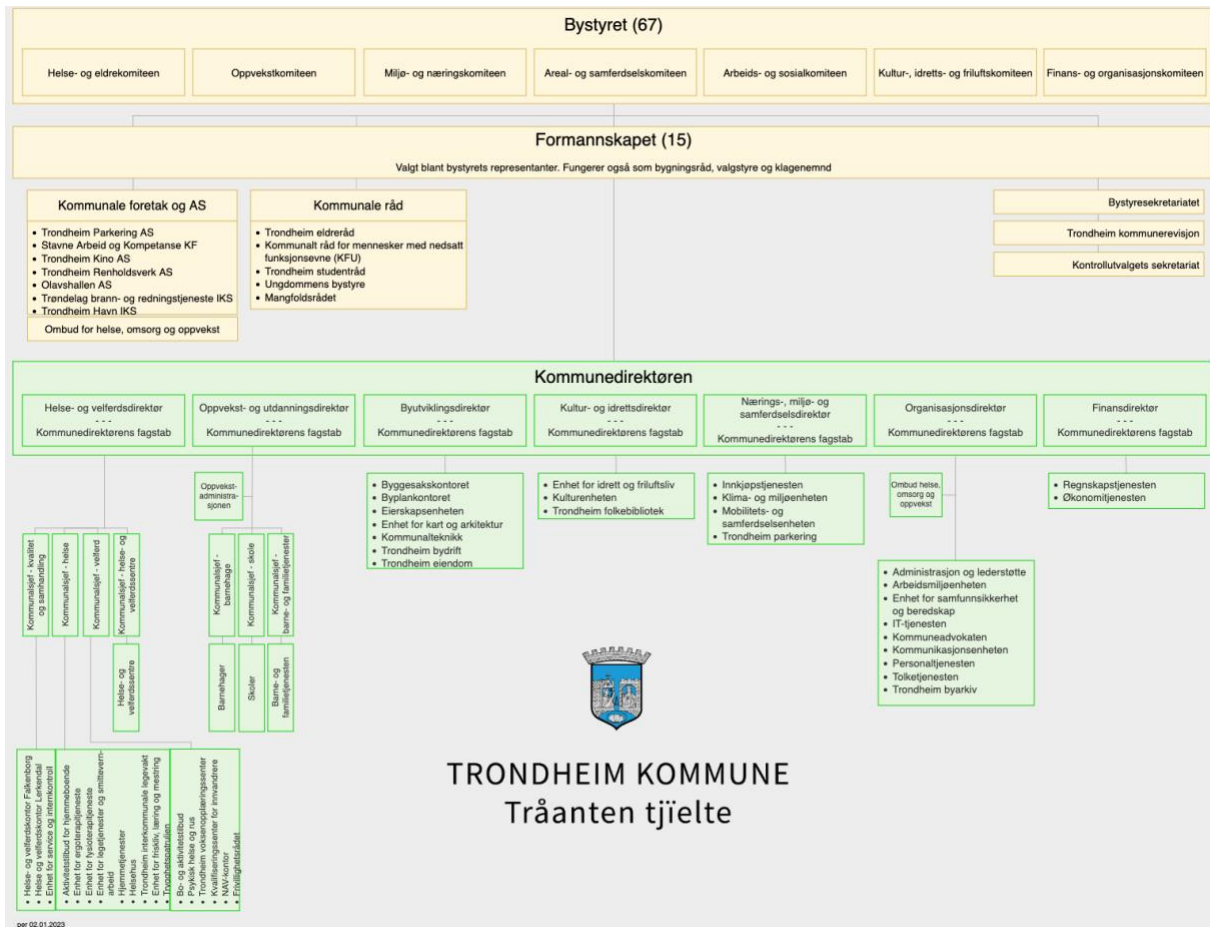 Bystyret (67)
Helse- og eldrekomiteen
Oppvekstkomiteen
Miljø- og næringskomiteen
Areal- og samferdselskomiteen
Arbeids- og sosialkomiteen
Kultur-, idretts- og friluftskomiteen
Finans- og organisasjonskomiteen
Formannskapet (15)
Valgt blant bystyrets representanter. Fungerer også som bygningsråd, valgstyre og klagenemnd
Kommunale foretak og AS
• Trondheim Parkering AS
• Stavne Arbeid og Kompetanse KF
• Trondheim Kino AS
• Trondheim Renholdsverk AS
• Olavshallen AS
• Trøndelag brann- og redningstjeneste IKS
• Trondheim Havn IKS
Ombud for helse, omsorg og oppvekst
Kommunale råd
• Trondheim eldreråd
• Kommunalt råd for mennesker med nedsatt
funksjonsevne (KFU)
• Trondheim studentråd
• Ungdommens bystyre
• Mangfoldsrådet
Bystyresekretariatet
Trondheim kommunerevisjon
Kontrollutvalgets sekretariat
Kommunedirektøren
Helse- og velferdsdirektør
- - -
Kommunedirektørens fagstab
Oppvekst- og utdanningsdirektør
- - -
Kommunedirektørens fagstab
Byutviklingsdirektør
- - -
Kommunedirektørens fagstab
Kultur- og idrettsdirektør
- - -
Kommunedirektørens fagstab
Nærings-, miljø- og
samferdselsdirektør
- - -
Kommunedirektørens fagstab
Organisasjonsdirektør
- - -
Kommunedirektørens fagstab
Finansdirektør
- - -
Kommunedirektørens fagstab
Kommunalsjef - kvalitet
og samhandling
Kommunalsjef - helse
Kommunalsjef - velferd
Kommunalsjef - helse- og
velferdssentre
Helse- og
velferdssentre
• Helse- og velferdskontor Falkenborg
• Helse og velferdskontor Lerkendal
• Enhet for service og internkontroll
• Aktivitetstilbud for hjemmeboende
• Enhet for ergoterapitjeneste
• Enhet for fysioterapitjeneste
• Enhet for legetjenester og smittevern-
arbeid
• Hjemmetjenester
• Helsehus
• Trondheim interkommunale legevakt
• Enhet for friskliv, læring og mestring
• Trygghetspatruljen
• Bo- og aktivitetstilbud
• Psykisk helse og rus
• Trondheim voksenopplæringssenter
• Kvalifiseringssenter for innvandrere
• NAV-kontor
• Frivillighetsrådet
Oppvekst-
administra-
sjonen
Kommunalsjef -
barnehage
Kommunalsjef - skole
Kommunalsjef -
barne- og familietjenester
Barnehager
Skoler
Barne- og
familietjenesten
• Byggesakskontoret
• Byplankontoret
• Eierskapsenheten
• Enhet for kart og arkitektur
• Kommunalteknikk
• Trondheim bydrift
• Trondheim eiendom
• Enhet for idrett og friluftsliv
• Kulturenheten
• Trondheim folkebibliotek
• Innkjøpstjenesten
• Klima- og miljøenheten
• Mobilitets- og
samferdselsenheten
• Trondheim parkering
Ombud helse,
omsorg og
oppvekst
• Administrasjon og lederstøtte
• Arbeidsmiljøenheten
• Enhet for samfunnsikkerhet
og beredskap
• IT-tjenesten
• Kommuneadvokaten
• Kommunikasjonsenheten
• Personaltjenesten
• Tolketjenesten
• Trondheim byarkiv
• Regnskapstjenesten
• Økonomitjenesten
TRONDHEIM KOMMUNE
Tråanten tjïelte
per 02.01.2023